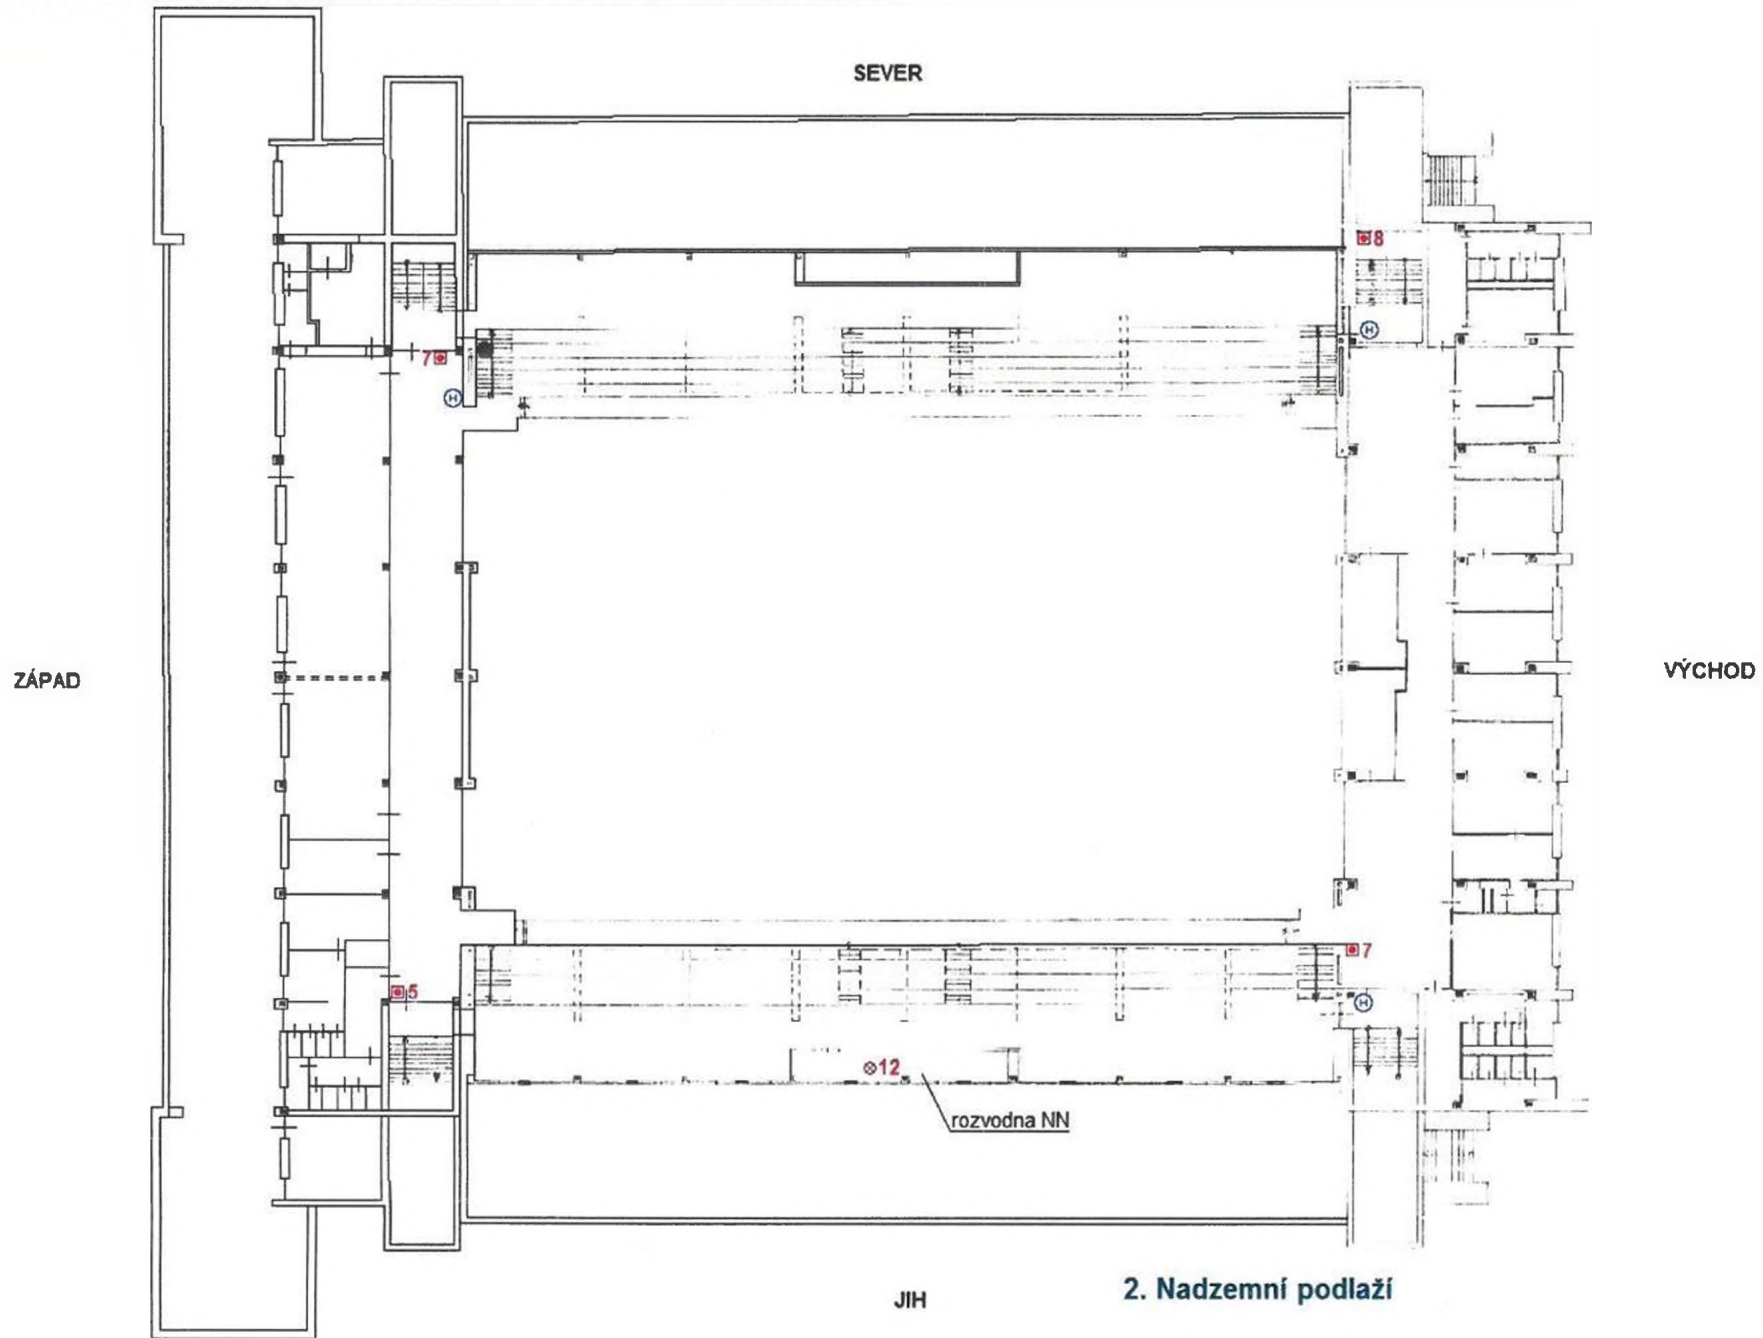 SEVER
8
H
7
H
ZÁPAD
VÝCHOD
7
5
H
12
rozvodna NN
2. Nadzemní podlaží
JIH